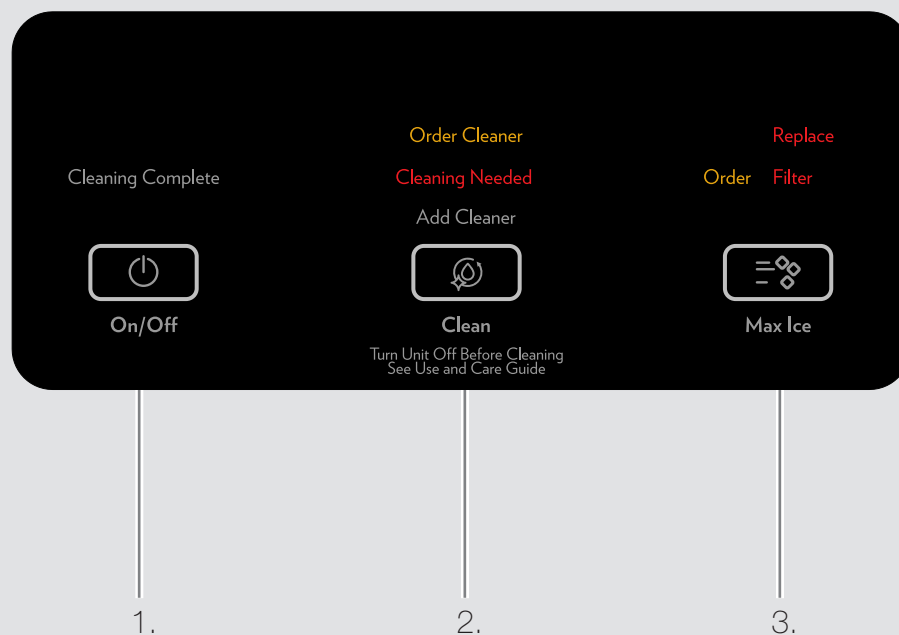 Order Cleaner
Replace
Cleaning Complete
Cleaning Needed
Order Filter
Add Cleaner
On/Off
Clean
Max Ice
Turn Unit Off Before Cleaning
See Use and Care Guide
1.
2.
3.